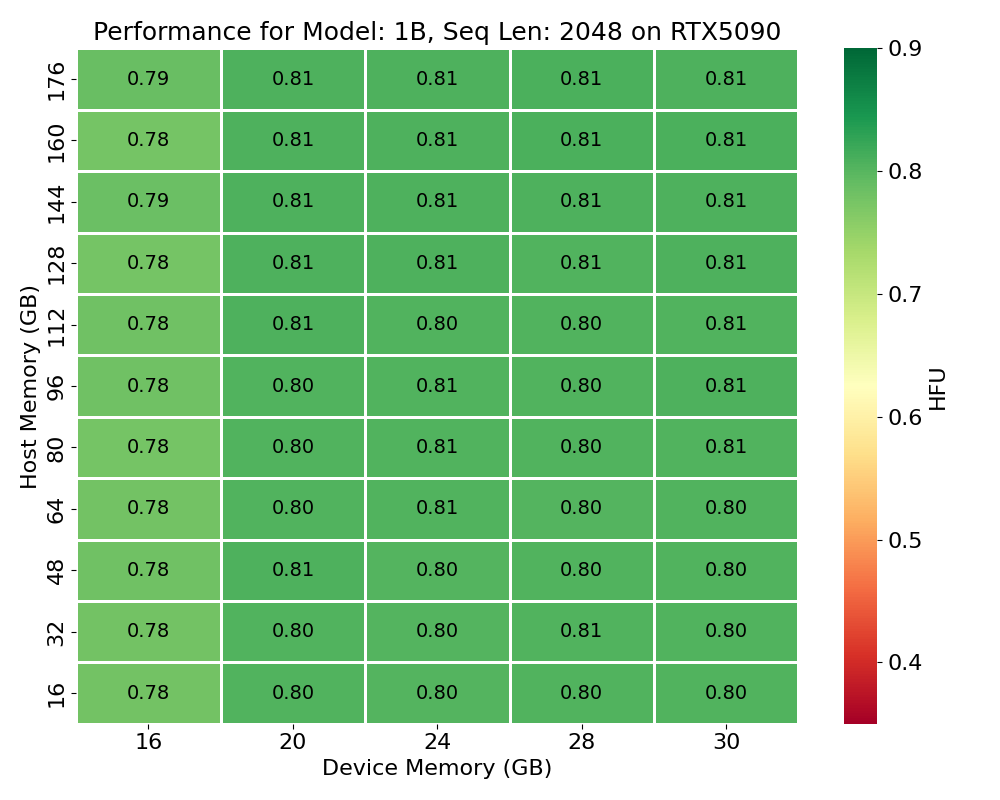 Performance for Model: 1B, Seq Len: 2048 on RTX5090
176 0.79 0.81 0.81 0.81 0.81
160 0.78 0.81 0.81 0.81 0.81
144 0.79 0.81 0.81 0.81 0.81
128 0.78 0.81 0.81 0.81 0.81
112 0.78 0.81 0.80 0.80 0.81
96 0.78 0.80 0.81 0.80 0.81
80 0.78 0.80 0.81 0.80 0.81
64 0.78 0.80 0.81 0.80 0.80
48 0.78 0.81 0.80 0.80 0.80
32 0.78 0.80 0.80 0.81 0.80
16 0.78 0.80 0.80 0.80 0.80
16 20 24 28 30
Device Memory (GB)
Host Memory (GB)
0.9
0.8
0.7
0.6
0.5
0.4
HFU